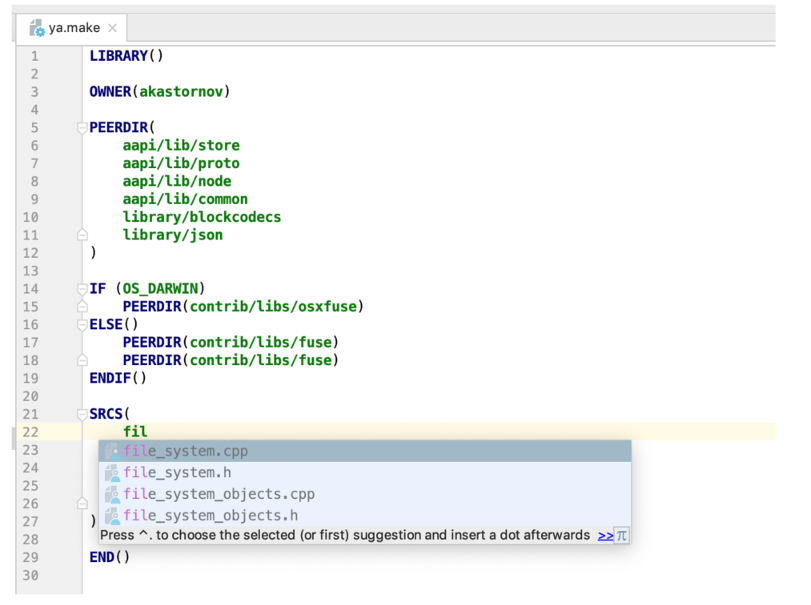 ya.make
1 LIBRARY()
2
3 OWNER(akastornov)
4
5 PEERDIR(
6 aapi/lib/store
7 aapi/lib/proto
8 aapi/lib/node
9 aapi/lib/common
10 library/blockcodecs
11 library/json
12 )
13
14 IF (OS_DARWIN)
15 PEERDIR(contrib/libs/osxfuse)
16 ELSE()
17 PEERDIR(contrib/libs/fuse)
18 PEERDIR(contrib/libs/fuse)
19 ENDIF()
20
21 SRCS(
22 fil
23 file_system.cpp
24 file_system.h
25 file_system_objects.cpp
26 file_system_objects.h
27 )
Press ^. to choose the selected (or first) suggestion and insert a dot afterwards >> π
28
29 END()
30